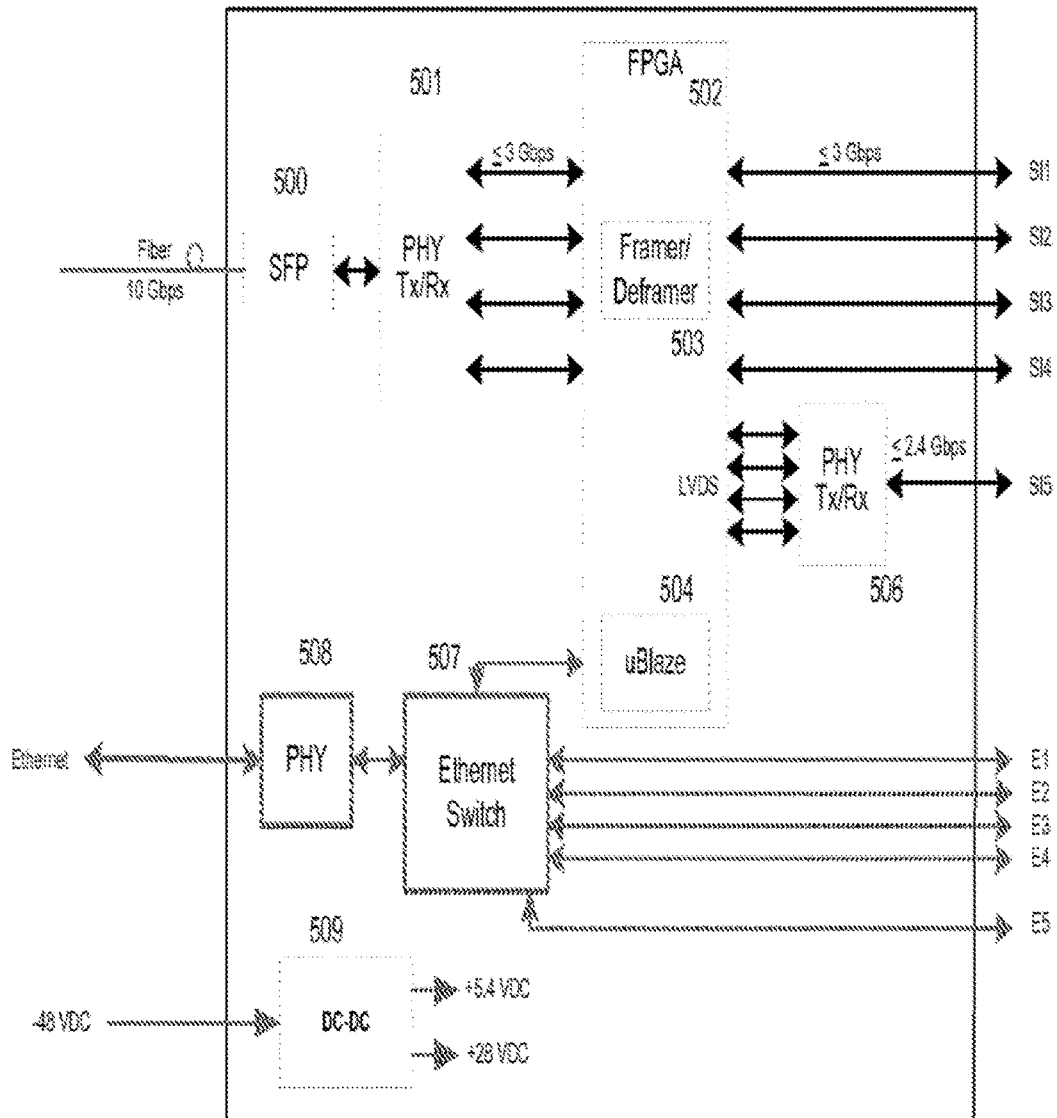 FPGA
501
502
≤ 3 Gbps
≤ 3 Gbps
SI1
500
Fiber
10 Gbps
SFP
PHY
Tx/Rx
Framer/
Deframer
SI2
SI3
503
SI4
LVDS
PHY
Tx/Rx
≤ 2.4 Gbps
SI5
504
506
508
507
uBlaze
Ethernet
PHY
Ethernet
Switch
E1
E2
E3
E4
E5
509
-48 VDC
DC-DC
+5.4 VDC
+28 VDC